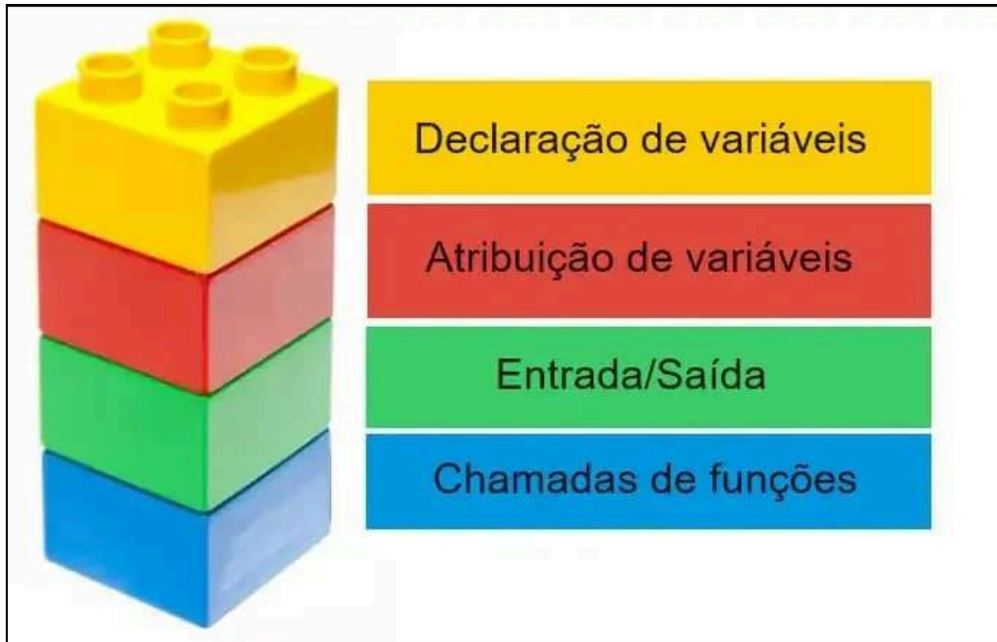 Declaração de variáveis
Atribuição de variáveis
Entrada/Saída
Chamadas de funções